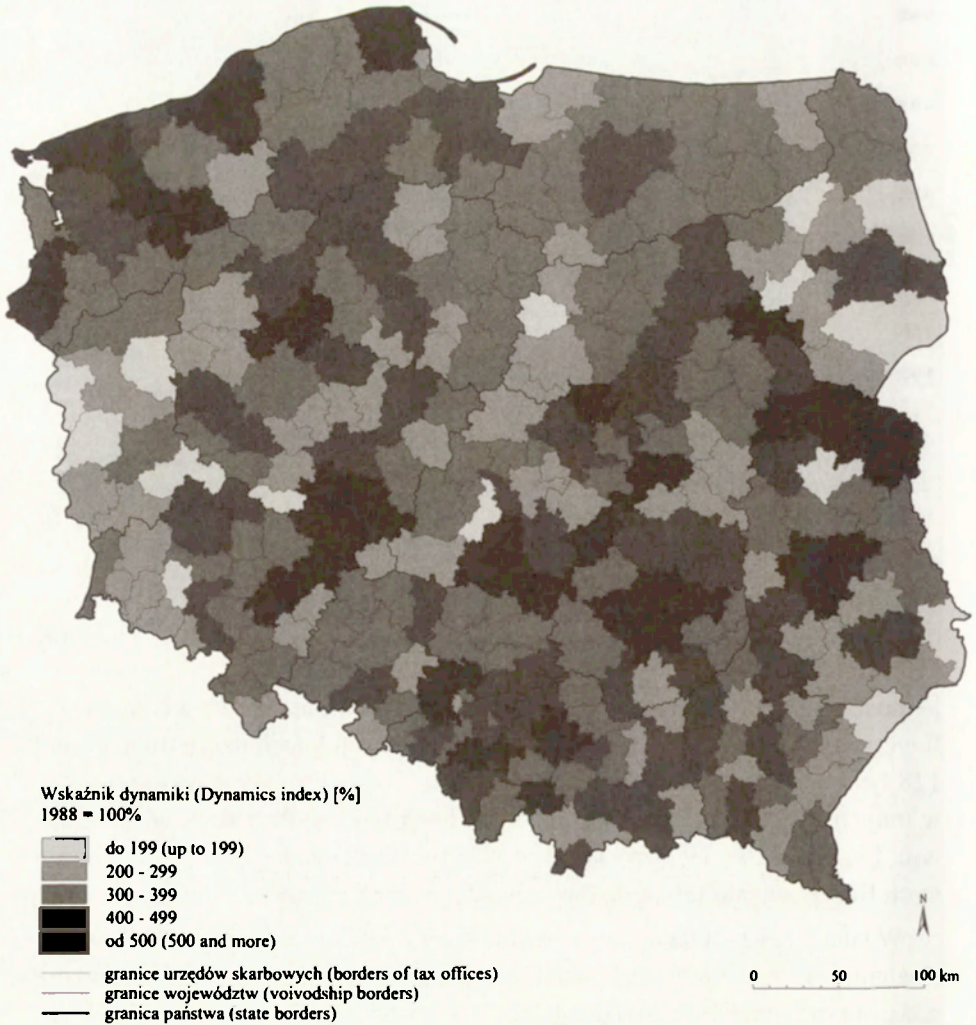 Wskaźnik dynamiki (Dynamics index) [%]
1988 = 100%
do 199 (up to 199)
200 - 299
300 - 399
400 - 499
od 500 (500 and more)
granice urzędów skarbowych (borders of tax offices)
granice województw (voivodship borders)
granica państwa (state borders)
N
0 50 100 km